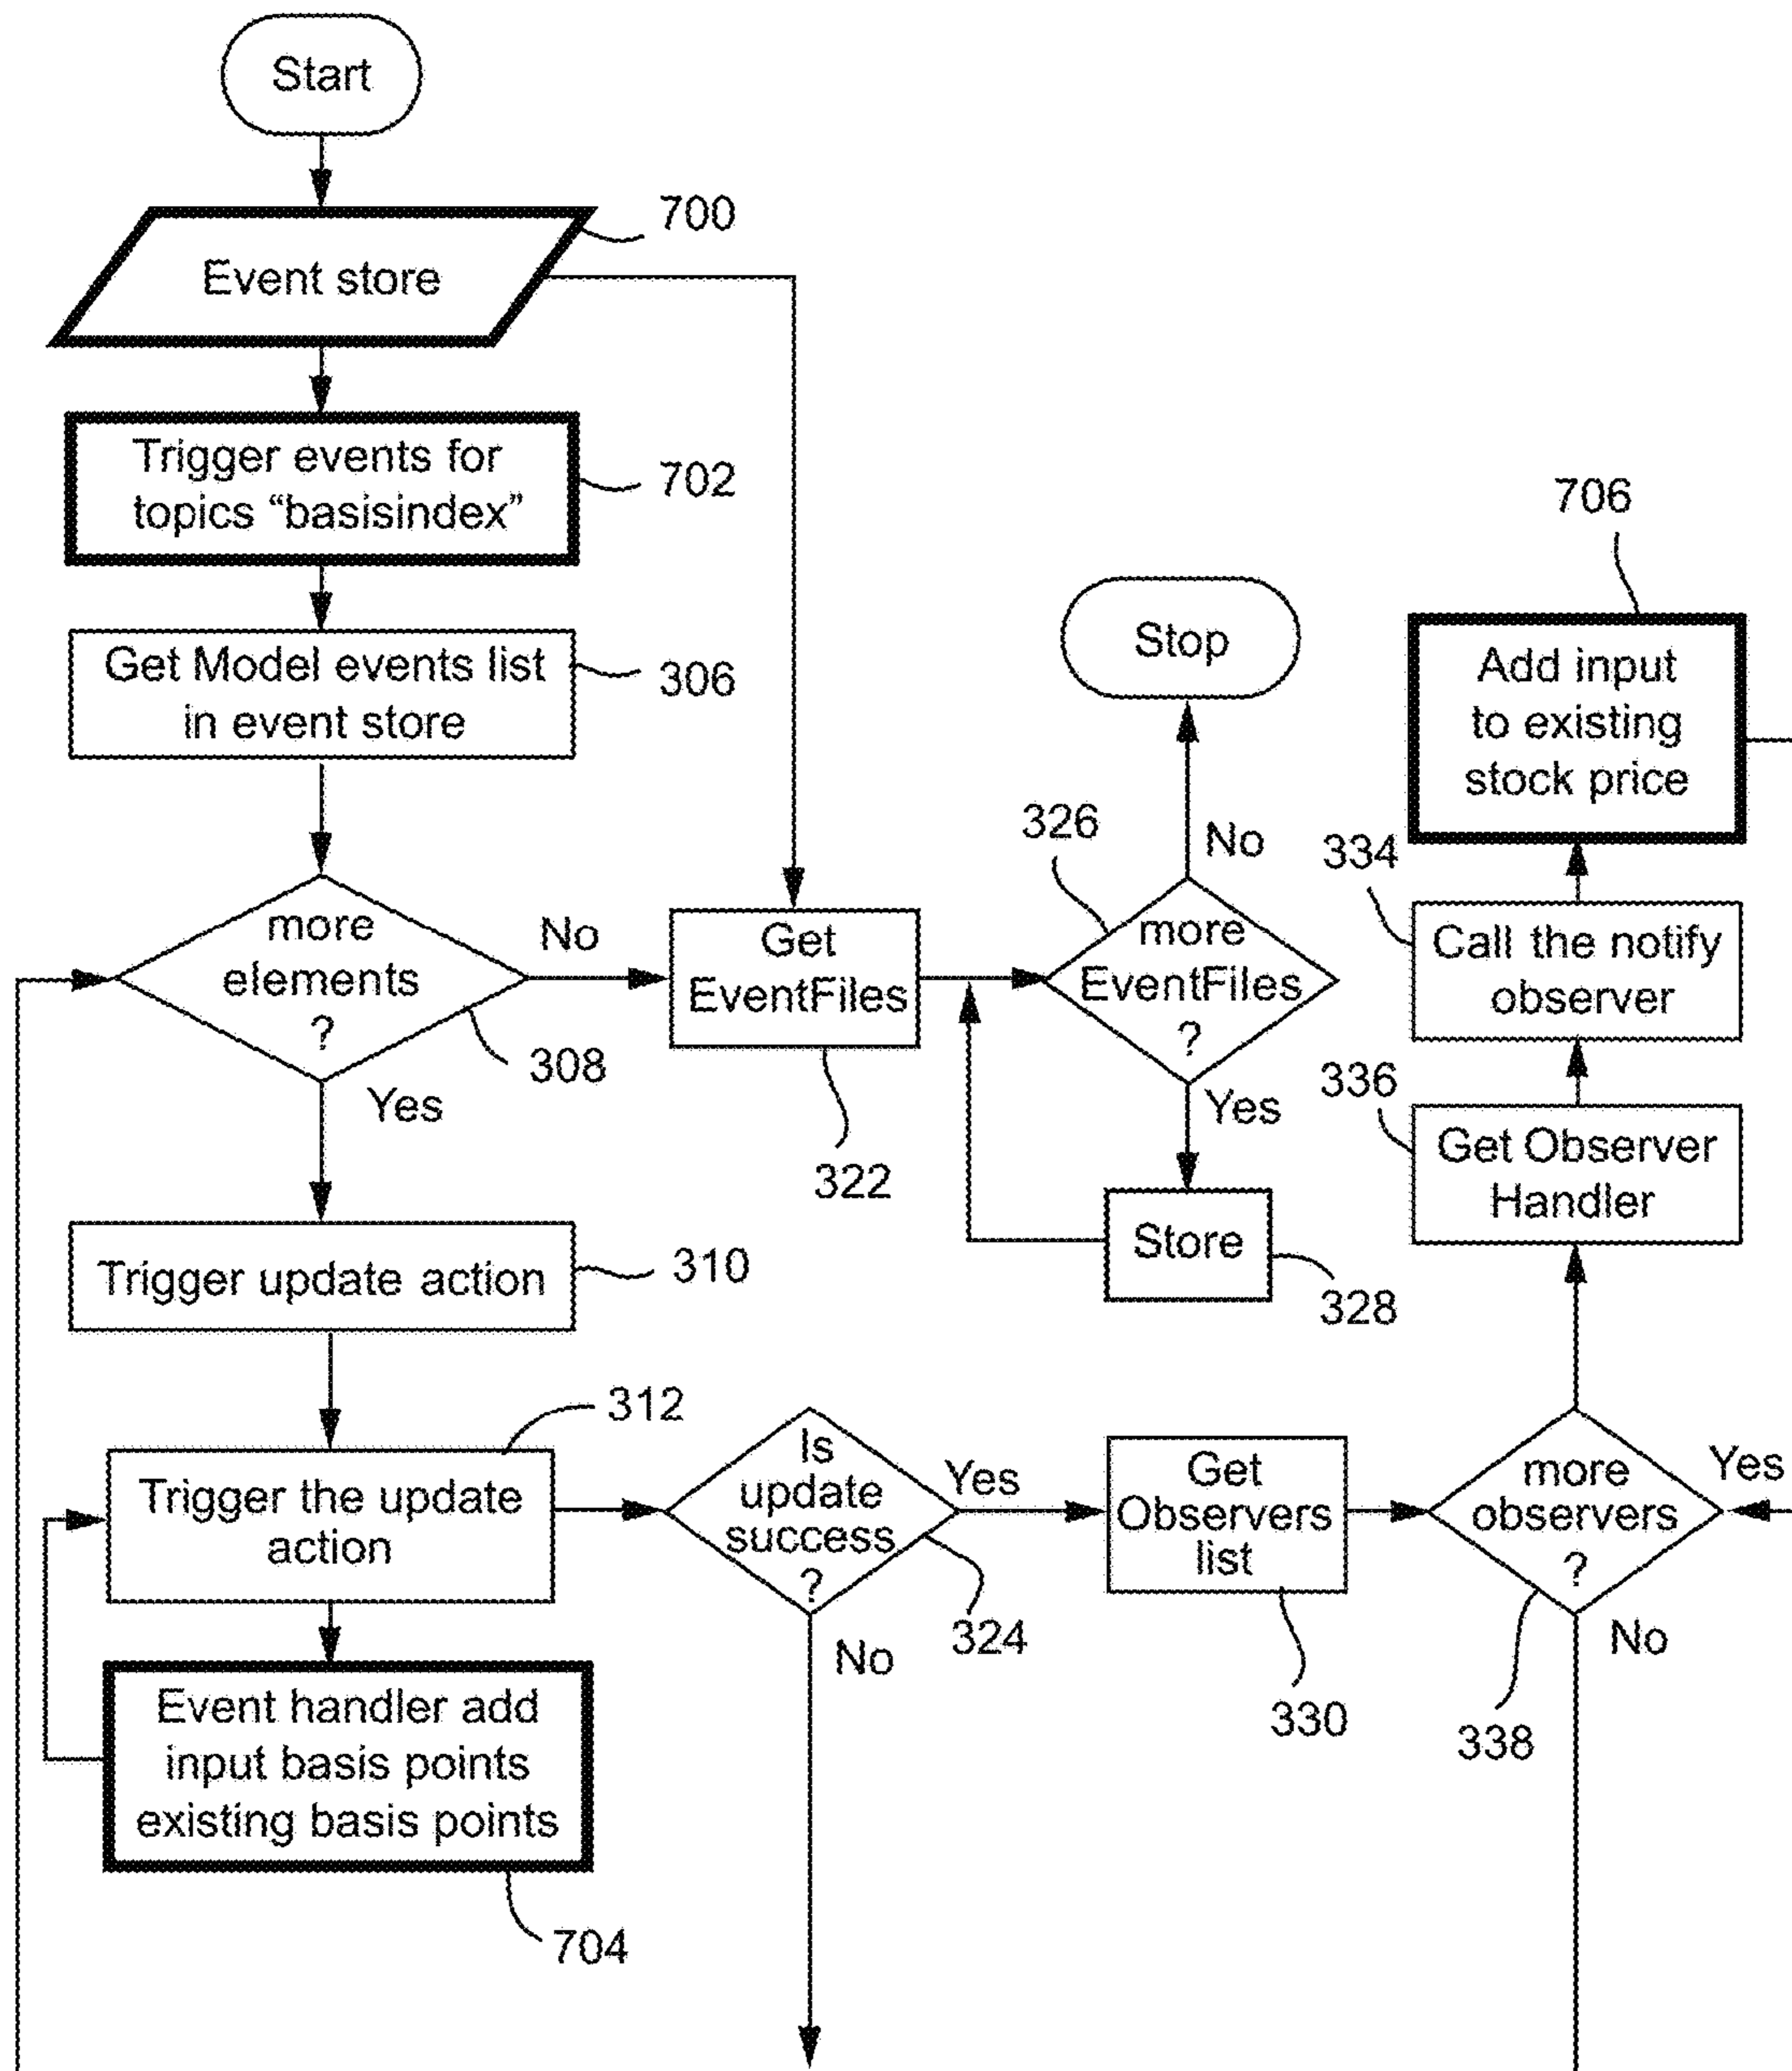 Start
700
Event store
Trigger events for
topics “basisindex”
702
706
Get Model events list
in event store
306
Stop
Add input
to existing
stock price
326
No
334
more
elements
?
No
308
Yes
Get
EventFiles
322
more
EventFiles
?
Yes
Call the notify
observer
336
Get Observer
Handler
Store
328
Trigger update action
310
312
Trigger the update
action
Is
update
success
?
Yes
324
No
Get
Observers
list
330
more
observers
?
Yes
338
No
Event handler add
input basis points
existing basis points
704